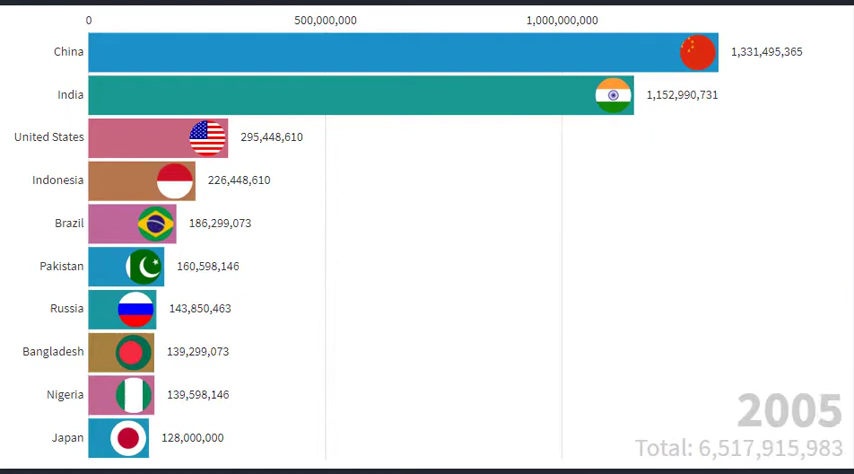 0 500,000,000 1,000,000,000
China 1,331,495,365
India 1,152,990,731
United States 295,448,610
Indonesia 226,448,610
Brazil 186,299,073
Pakistan 160,598,146
Russia 143,850,463
Bangladesh 139,299,073
Nigeria 139,598,146
Japan 128,000,000
2005
Total: 6,517,915,983